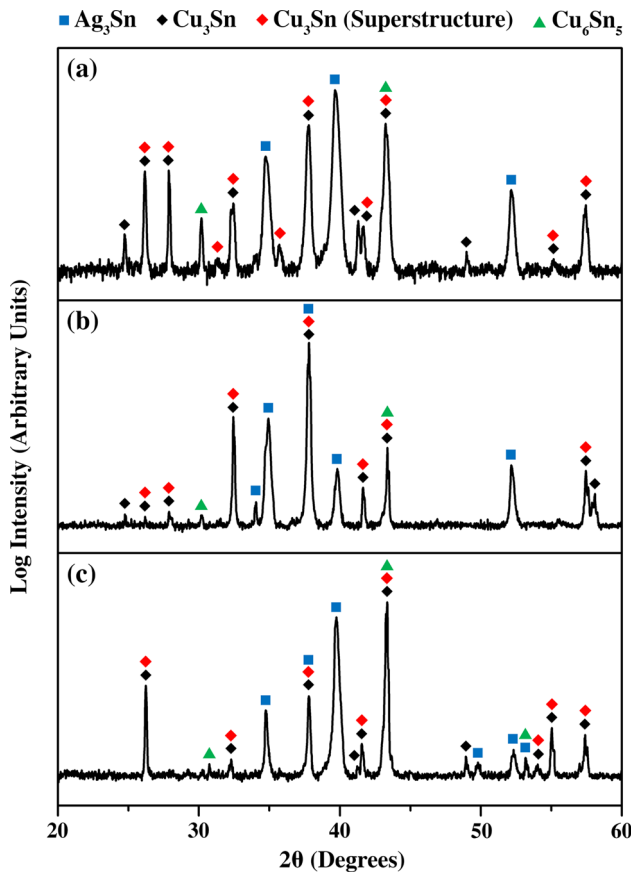 Ag₃Sn Cu₃Sn Cu₃Sn (Superstructure) Cu₆Sn₅
(a)
(b)
(c)
Log Intensity (Arbitrary Units)
20 30 40 50 60
2θ (Degrees)